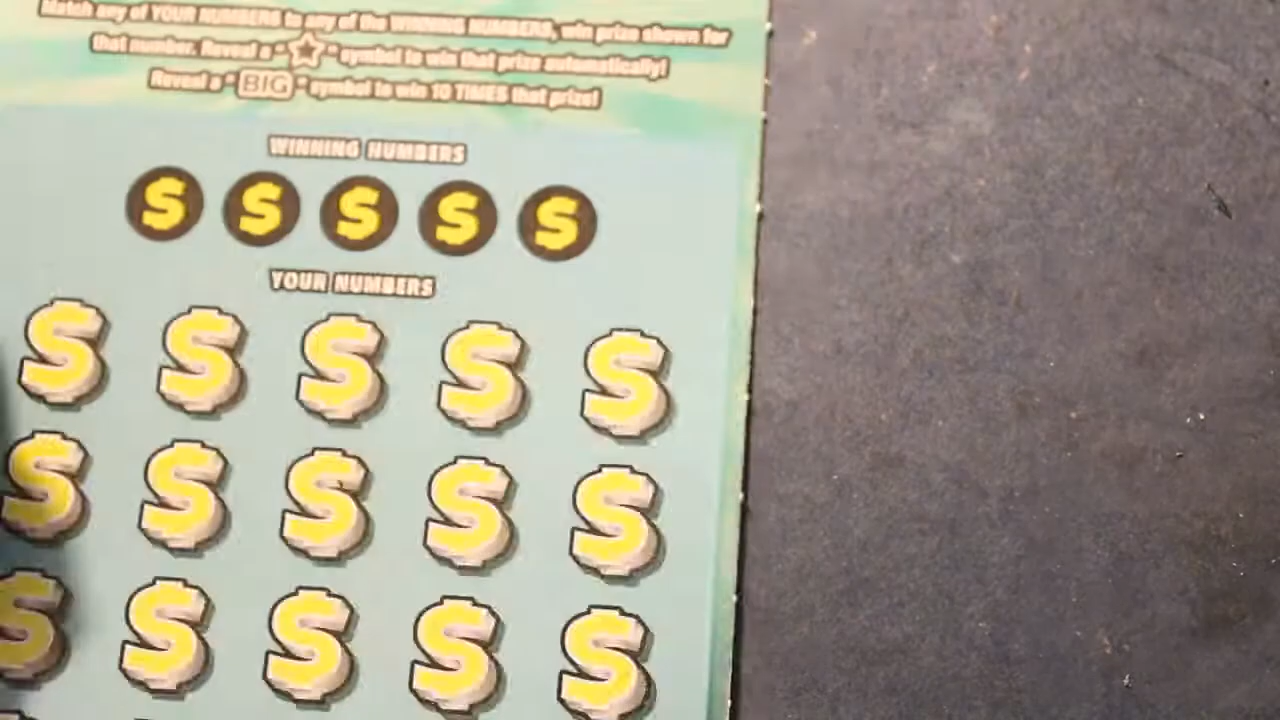 Match any of YOUR NUMBERS to any of the WINNING NUMBERS, win prize shown for
that number. Reveal a "☆" symbol to win that prize automatically!
Reveal a "BIG" symbol to win 10 TIMES that prize!
WINNING NUMBERS
$ $ $ $ $
YOUR NUMBERS
$ $ $ $ $
$ $ $ $ $
$ $ $ $ $